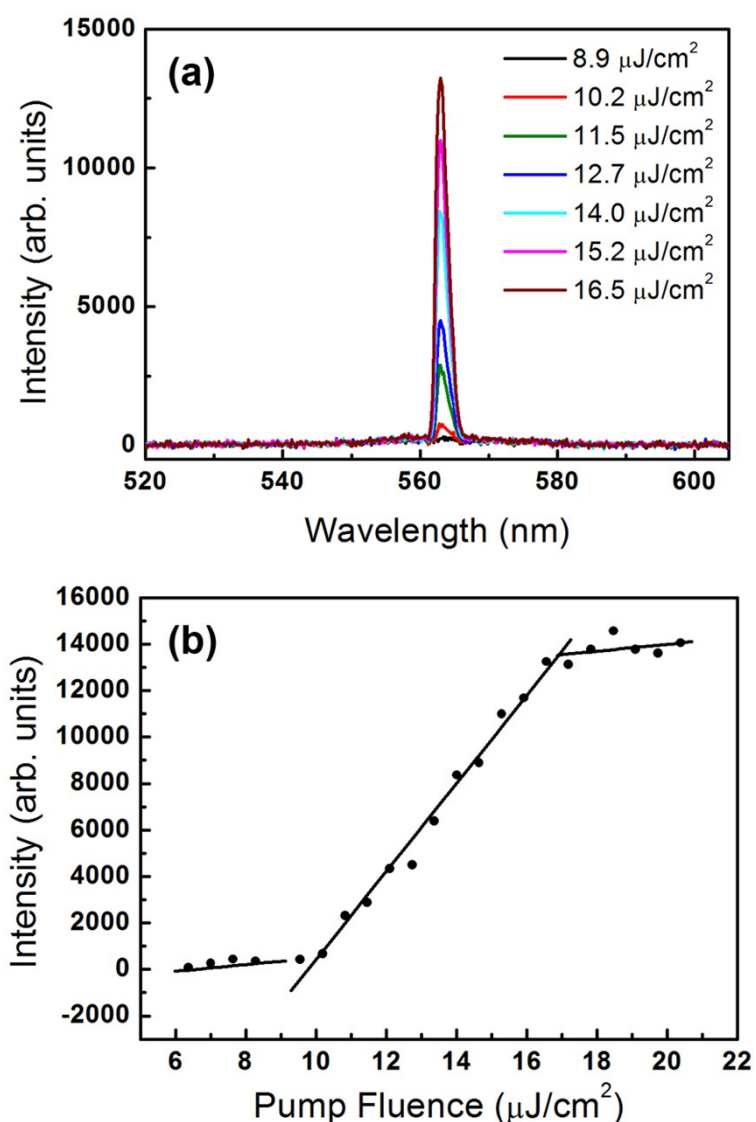 15000
(a)
8.9 μJ/cm²
10.2 μJ/cm²
11.5 μJ/cm²
12.7 μJ/cm²
14.0 μJ/cm²
15.2 μJ/cm²
16.5 μJ/cm²
10000
5000
0
Intensity (arb. units)
520 540 560 580 600
Wavelength (nm)
16000
(b)
14000
12000
10000
8000
6000
4000
2000
0
-2000
Intensity (arb. units)
6 8 10 12 14 16 18 20 22
Pump Fluence (μJ/cm²)